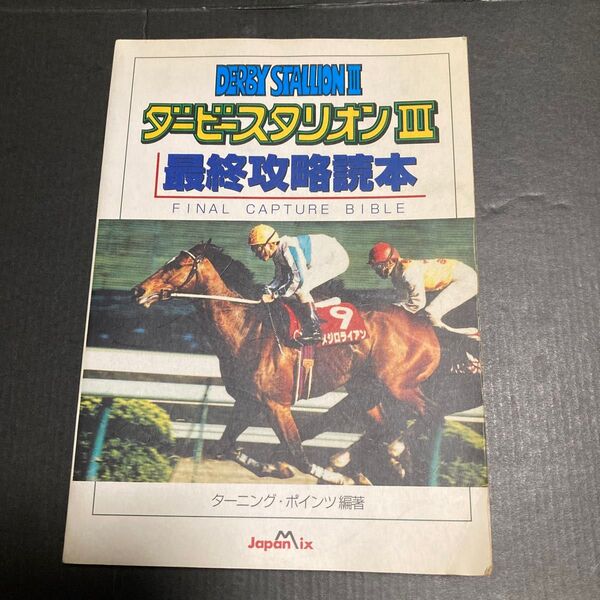 DERBY STALLION III
ダービースタリオンIII
最終攻略読本
FINAL CAPTURE BIBLE
9
メジロライアン
ターニング・ポインツ編著
JapanMix